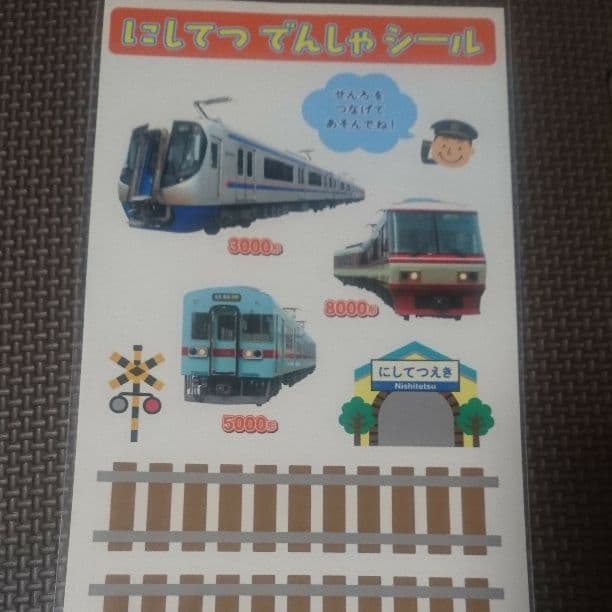 にしてつ でんしゃシール
せんろを
つなげて
あそんでね!
3000形
8000形
5000形
にしてつえき
Nishitetsu